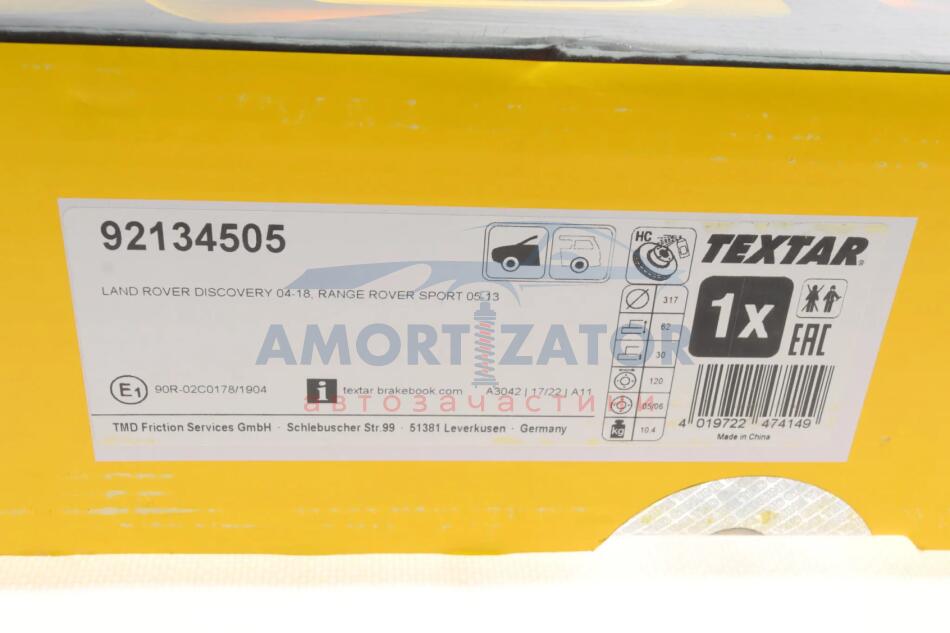 92134505
HC
TEXTAR®
LAND ROVER DISCOVERY 04-18, RANGE ROVER SPORT 05-13
317
62
30
120
05/06
kg 10.4
1x
EAC
AMORTIZATOR
автозачастини
E1 90R-02C0178/1904
i textar.brakebook.com A3042 | 17/22 | A11
TMD Friction Services GmbH · Schlebuscher Str.99 · 51381 Leverkusen · Germany
4 019722 474149
Made in China